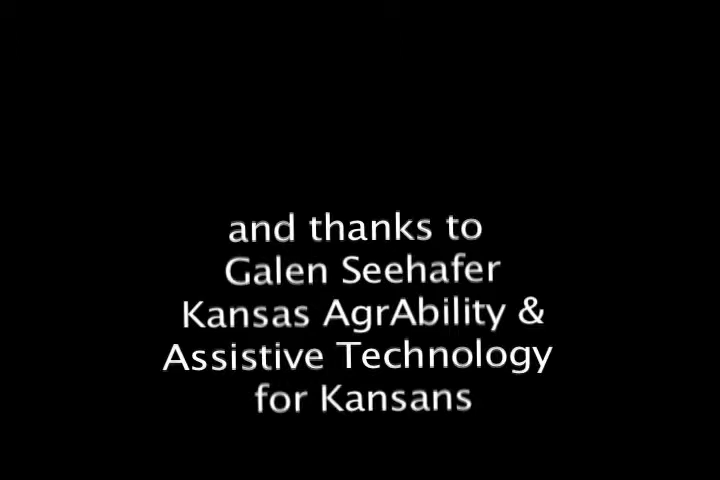 and thanks to
Galen Seehafer
Kansas AgrAbility &
Assistive Technology
for Kansans